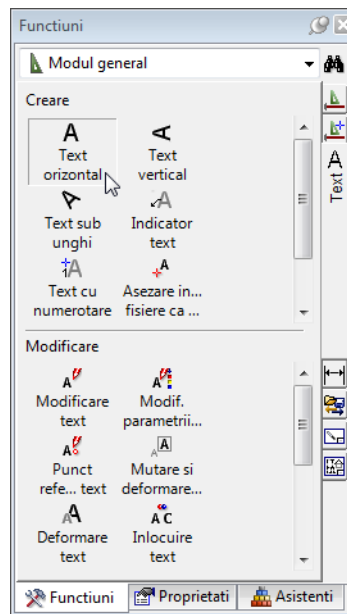 Functiuni
Modul general
Creare
A
Text
orizontal
A
Text
vertical
A
Text sub
unghi
A
Indicator
text
1A
Text cu
numerotare
A
Asezare in...
fisiere ca ...
A
Text
Modificare
A
Modificare
text
A
Modif.
parametrii...
A
Punct
refe... text
A
Mutare si
deformare...
AA
Deformare
text
A C
Inlocuire
text
Functiuni
Proprietati
Asistenti